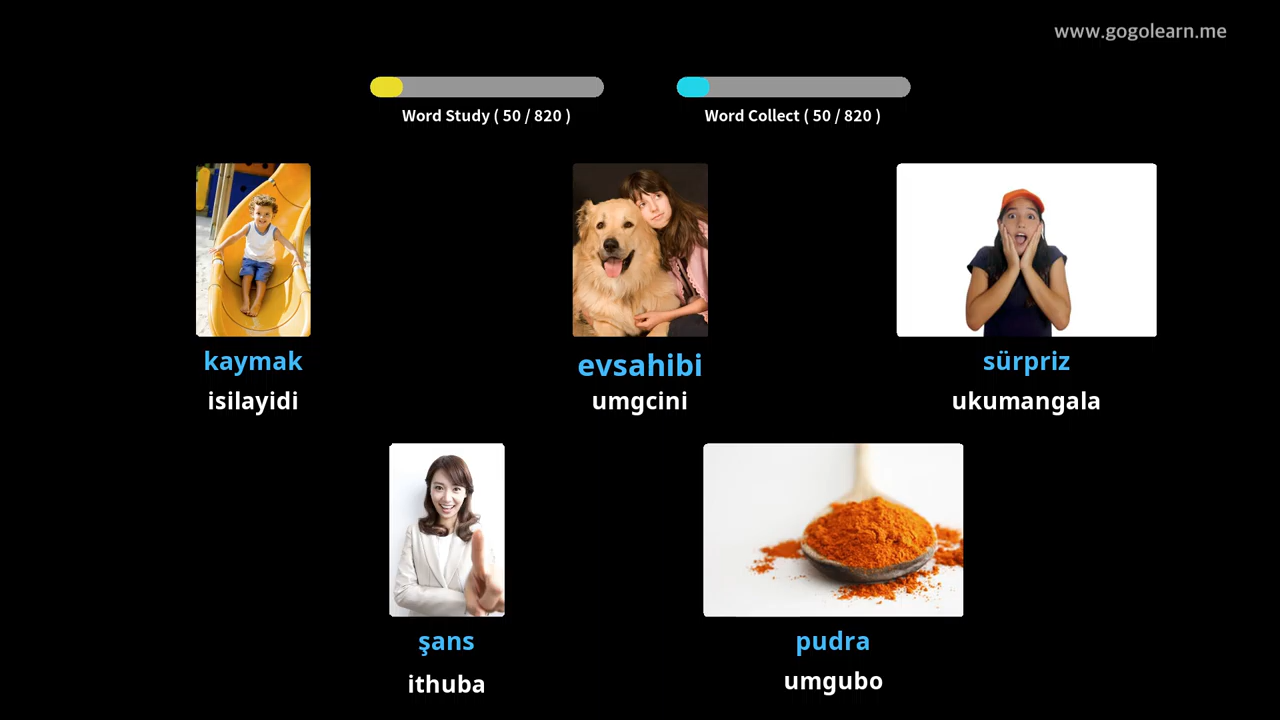 www.gogolearn.me
Word Study ( 50 / 820 )
Word Collect ( 50 / 820 )
kaymak
isilayidi
evsahibi
umgcini
sürpriz
ukumangala
şans
ithuba
pudra
umgubo